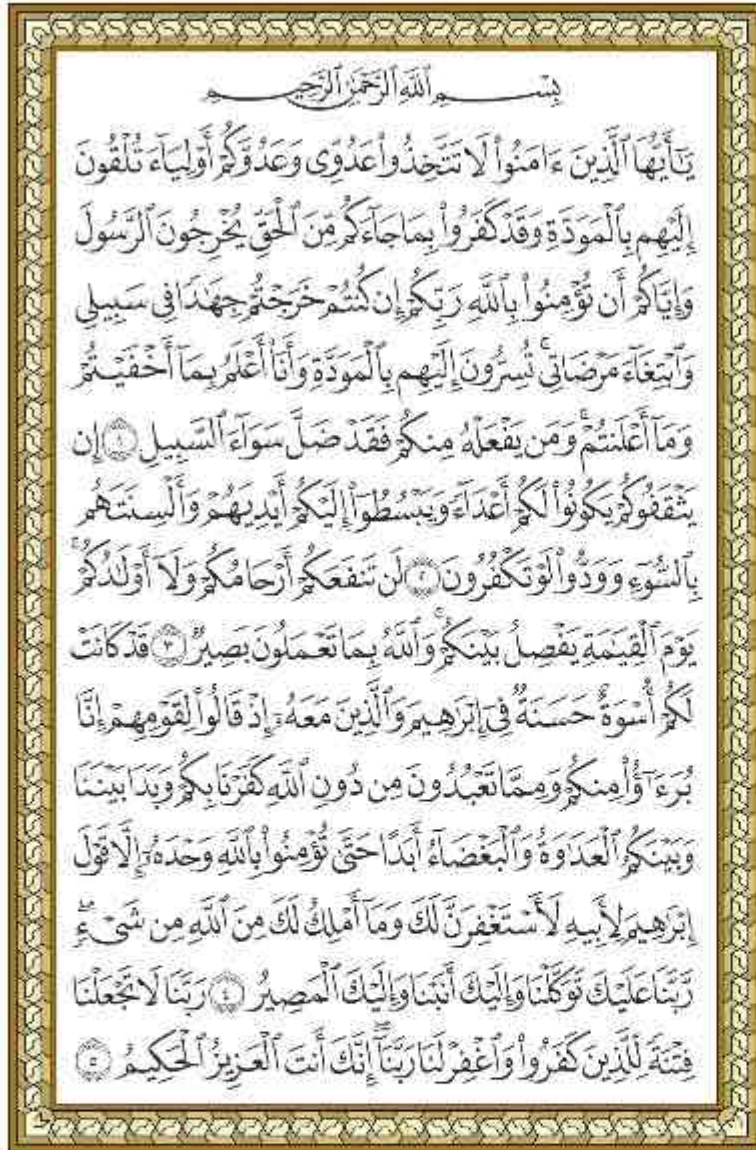 بِسْمِ ٱللَّهِ ٱلرَّحْمَٰنِ ٱلرَّحِيمِ
يَٰٓأَيُّهَا ٱلَّذِينَ ءَامَنُوا۟ لَا تَتَّخِذُوا۟ عَدُوِّى وَعَدُوَّكُمْ أَوْلِيَآءَ تُلْقُونَ
إِلَيْهِم بِٱلْمَوَدَّةِ وَقَدْ كَفَرُوا۟ بِمَا جَآءَكُم مِّنَ ٱلْحَقِّ يُخْرِجُونَ ٱلرَّسُولَ
وَإِيَّاكُمْ أَن تُؤْمِنُوا۟ بِٱللَّهِ رَبِّكُمْ إِن كُنتُمْ خَرَجْتُمْ جِهَٰدًا فِى سَبِيلِى
وَٱبْتِغَآءَ مَرْضَاتِى ۚ تُسِرُّونَ إِلَيْهِم بِٱلْمَوَدَّةِ وَأَنَا۠ أَعْلَمُ بِمَآ أَخْفَيْتُمْ
وَمَآ أَعْلَنتُمْ ۚ وَمَن يَفْعَلْهُ مِنكُمْ فَقَدْ ضَلَّ سَوَآءَ ٱلسَّبِيلِ ١ إِن
يَثْقَفُوكُمْ يَكُونُوا۟ لَكُمْ أَعْدَآءً وَيَبْسُطُوٓا۟ إِلَيْكُمْ أَيْدِيَهُمْ وَأَلْسِنَتَهُم
بِٱلسُّوٓءِ وَوَدُّوا۟ لَوْ تَكْفُرُونَ ٢ لَن تَنفَعَكُمْ أَرْحَامُكُمْ وَلَآ أَوْلَٰدُكُمْ ۚ
يَوْمَ ٱلْقِيَٰمَةِ يَفْصِلُ بَيْنَكُمْ ۚ وَٱللَّهُ بِمَا تَعْمَلُونَ بَصِيرٌ ٣ قَدْ كَانَتْ
لَكُمْ أُسْوَةٌ حَسَنَةٌ فِىٓ إِبْرَٰهِيمَ وَٱلَّذِينَ مَعَهُۥٓ إِذْ قَالُوا۟ لِقَوْمِهِمْ إِنَّا
بُرَءَٰٓؤُا۟ مِنكُمْ وَمِمَّا تَعْبُدُونَ مِن دُونِ ٱللَّهِ كَفَرْنَا بِكُمْ وَبَدَا بَيْنَنَا
وَبَيْنَكُمُ ٱلْعَدَٰوَةُ وَٱلْبَغْضَآءُ أَبَدًا حَتَّىٰ تُؤْمِنُوا۟ بِٱللَّهِ وَحْدَهُۥٓ إِلَّا قَوْلَ
إِبْرَٰهِيمَ لِأَبِيهِ لَأَسْتَغْفِرَنَّ لَكَ وَمَآ أَمْلِكُ لَكَ مِنَ ٱللَّهِ مِن شَىْءٍ ۖ
رَّبَّنَا عَلَيْكَ تَوَكَّلْنَا وَإِلَيْكَ أَنَبْنَا وَإِلَيْكَ ٱلْمَصِيرُ ٤ رَبَّنَا لَا تَجْعَلْنَا
فِتْنَةً لِّلَّذِينَ كَفَرُوا۟ وَٱغْفِرْ لَنَا رَبَّنَآ ۖ إِنَّكَ أَنتَ ٱلْعَزِيزُ ٱلْحَكِيمُ ٥